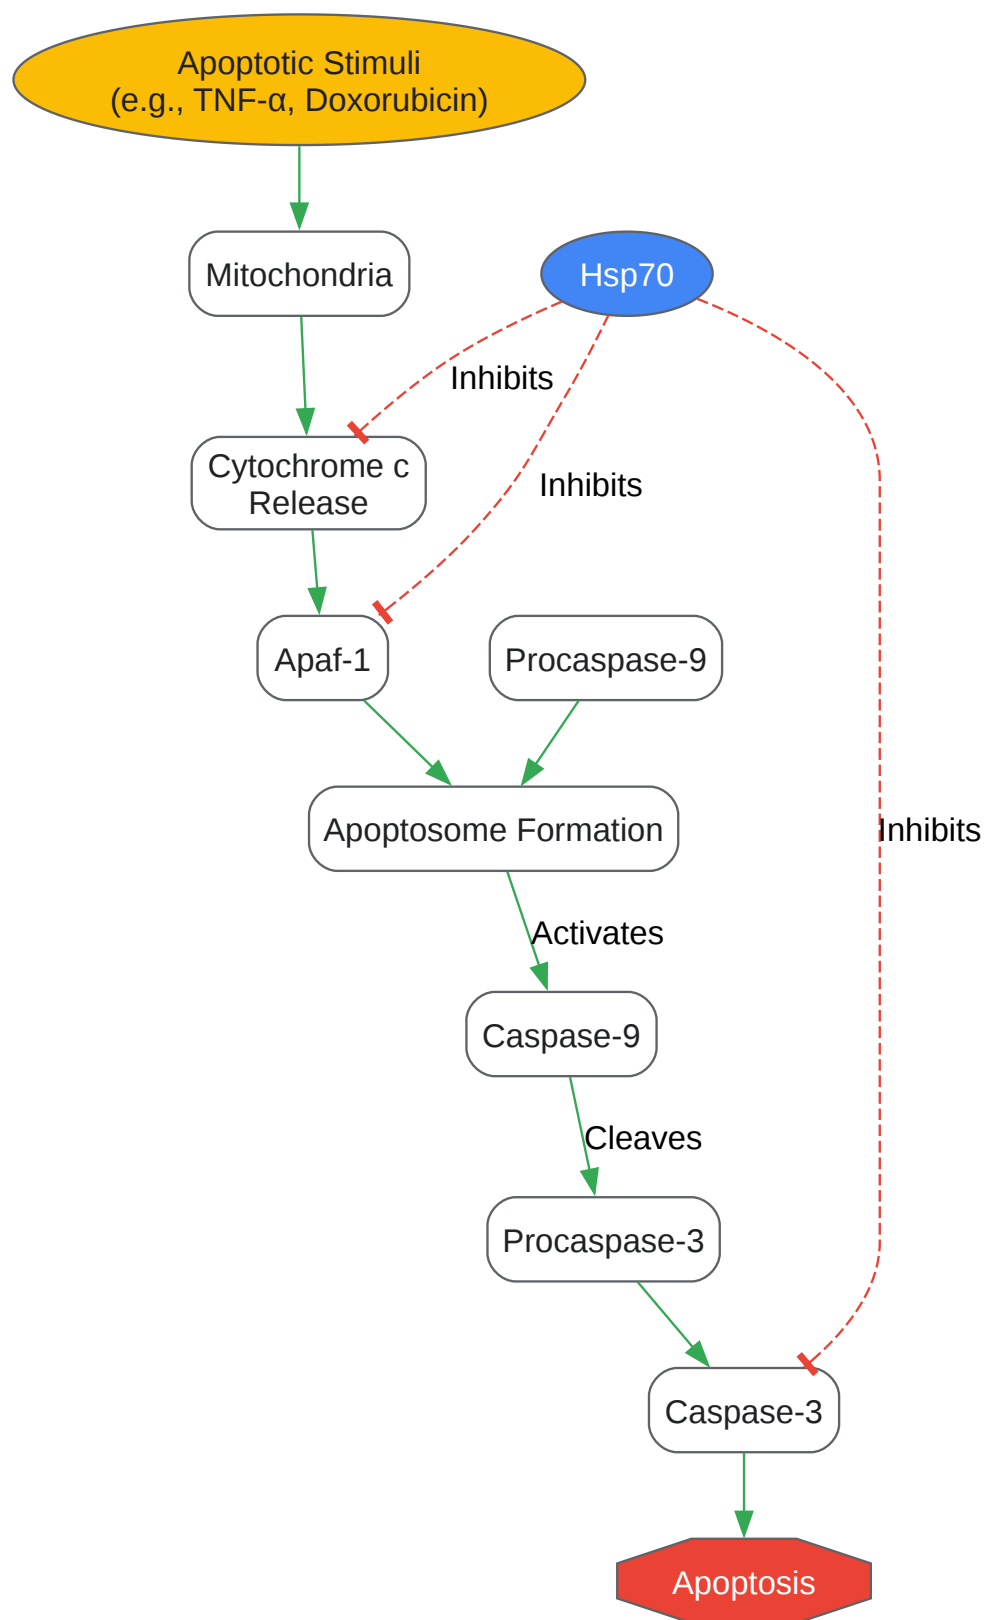 Apoptotic Stimuli
(e.g., TNF-α, Doxorubicin)
Mitochondria
Hsp70
Inhibits
Cytochrome c
Release
Inhibits
Apaf-1
Procaspase-9
Apoptosome Formation
Inhibits
Activates
Caspase-9
Cleaves
Procaspase-3
Caspase-3
Apoptosis